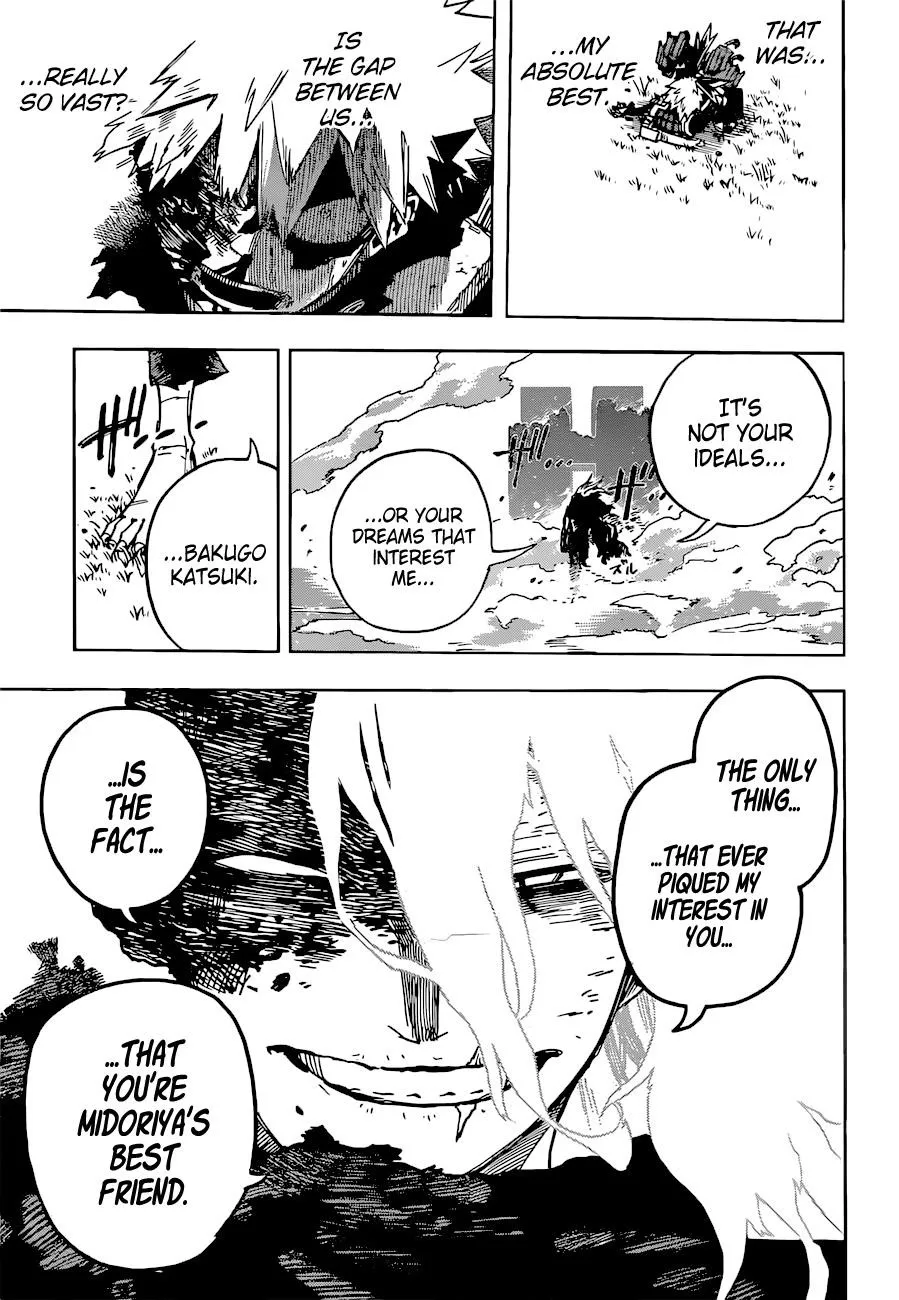 THAT
WAS...
...MY
ABSOLUTE
BEST.
IS
THE GAP
BETWEEN
US...
...REALLY
SO VAST?
IT'S
NOT YOUR
IDEALS...
...OR YOUR
DREAMS THAT
INTEREST
ME...
ズル
...BAKUGO
KATSUKI.
THE ONLY
THING...
...THAT EVER
PIQUED MY
INTEREST IN
YOU...
...IS
THE
FACT...
...THAT
YOU'RE
MIDORIYA'S
BEST
FRIEND.